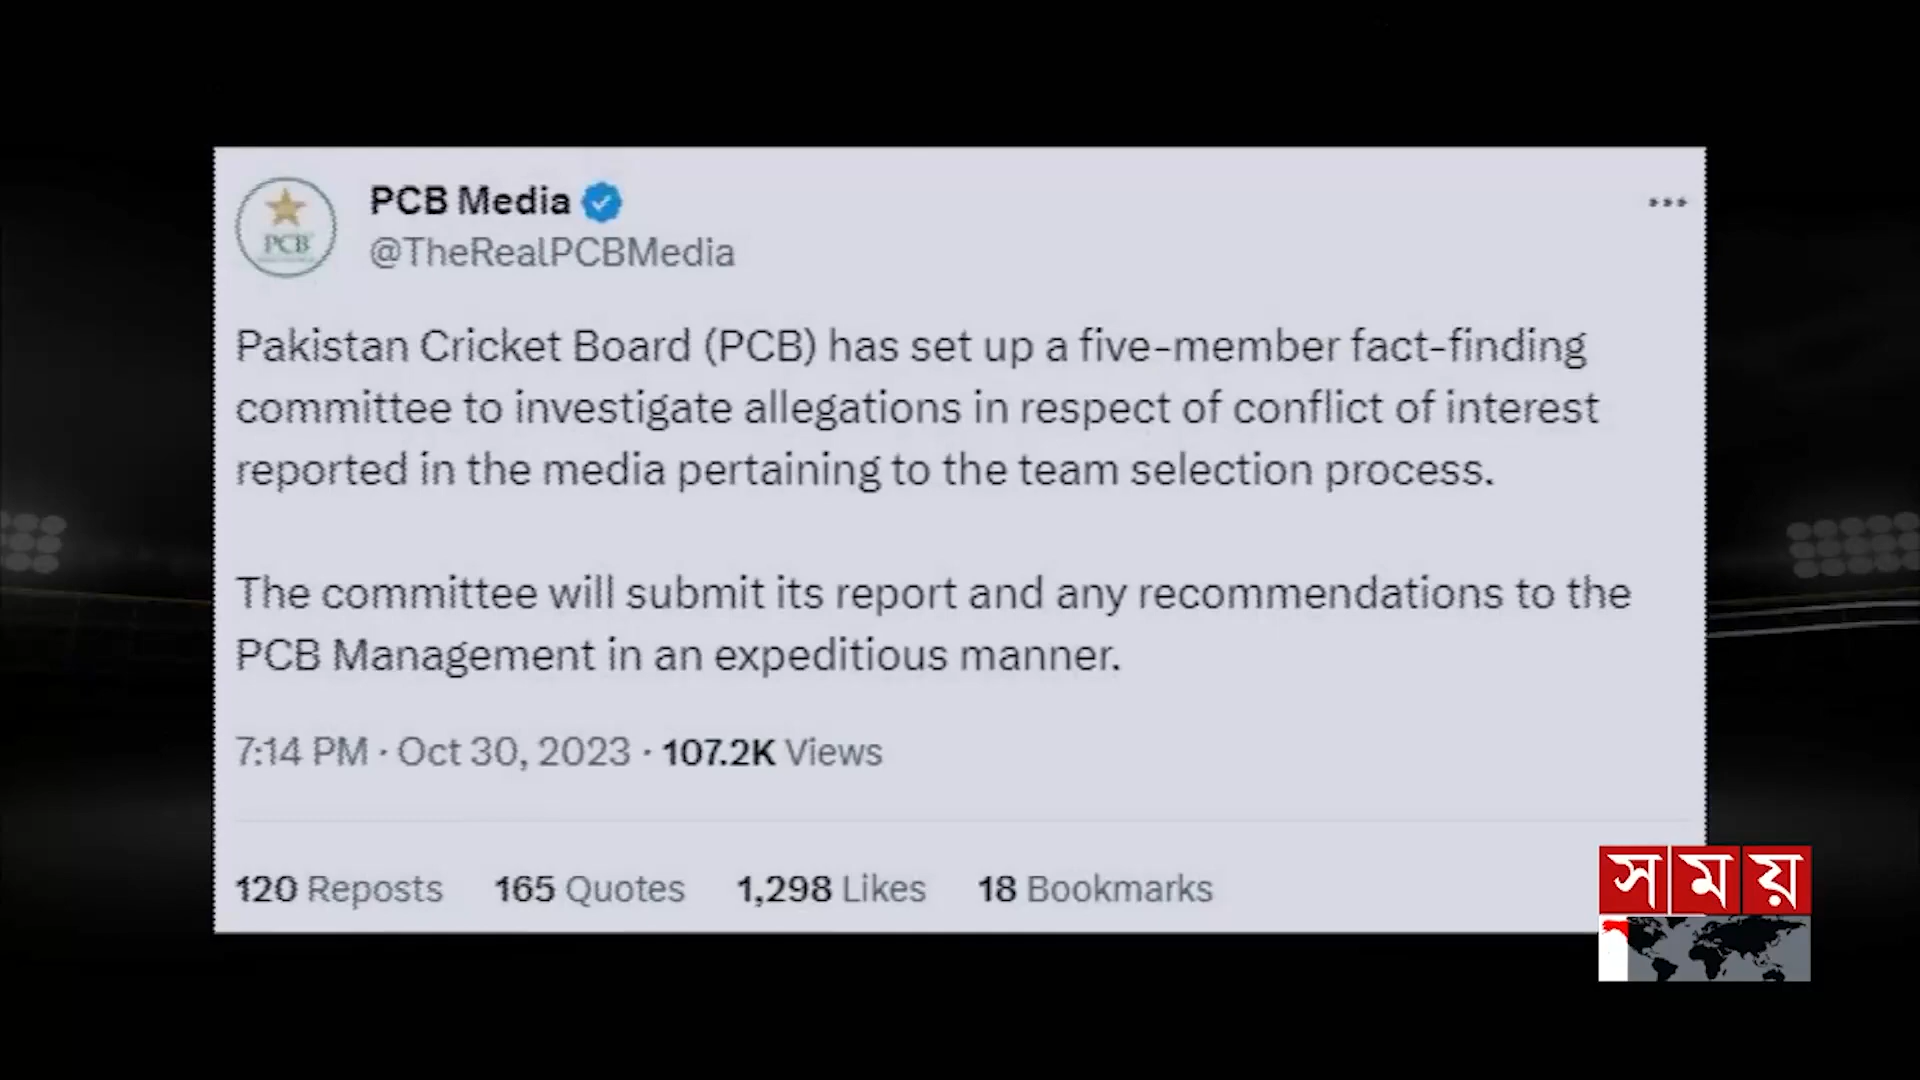 PCB Media
@TheRealPCBMedia
PCB
Pakistan Cricket Board (PCB) has set up a five-member fact-finding
committee to investigate allegations in respect of conflict of interest
reported in the media pertaining to the team selection process.
The committee will submit its report and any recommendations to the
PCB Management in an expeditious manner.
7:14 PM · Oct 30, 2023 · 107.2K Views
120 Reposts 165 Quotes 1,298 Likes 18 Bookmarks
সময়